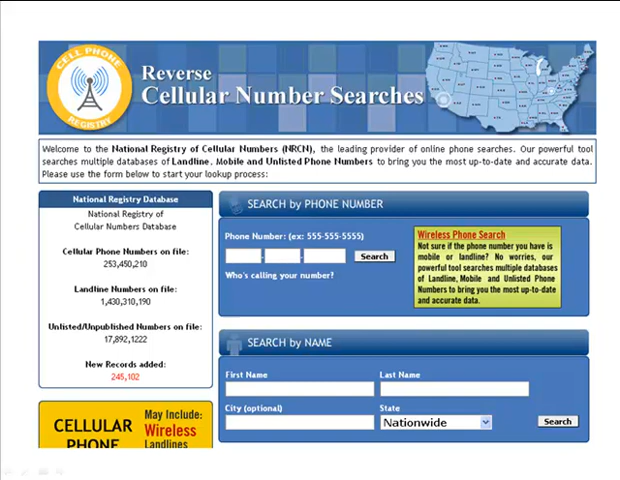 CELL PHONE
REGISTRY
Reverse
Cellular Number Searches
Welcome to the National Registry of Cellular Numbers (NRCN), the leading provider of online phone searches. Our powerful tool
searches multiple databases of Landline, Mobile and Unlisted Phone Numbers to bring you the most up-to-date and accurate data.
Please use the form below to start your lookup process:
National Registry Database
National Registry of
Cellular Numbers Database
Cellular Phone Numbers on file:
253,450,210
Landline Numbers on file:
1,430,310,190
Unlisted/Unpublished Numbers on file:
17,892,1222
New Records added:
245,102
CELLULAR
PHONE
May Include:
Wireless
Landlines
SEARCH by PHONE NUMBER
Phone Number: (ex: 555-555-5555)
- - Search
Who's calling your number?
Wireless Phone Search
Not sure if the phone number you have is
mobile or landline? No worries, our
powerful tool searches multiple databases
of Landline, Mobile and Unlisted Phone
Numbers to bring you the most up-to-date
and accurate data.
SEARCH by NAME
First Name Last Name
City (optional) State
Nationwide Search